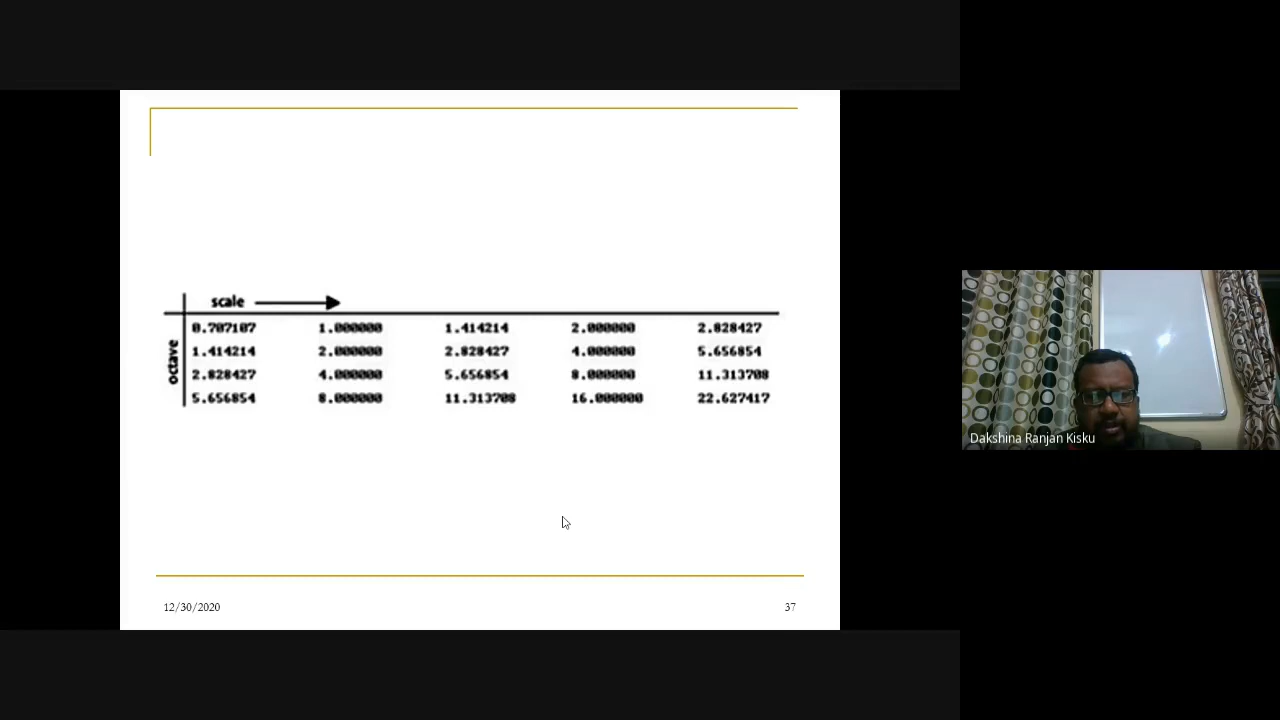 scale
octave
0.707107 1.000000 1.414214 2.000000 2.828427
1.414214 2.000000 2.828427 4.000000 5.656854
2.828427 4.000000 5.656854 8.000000 11.313708
5.656854 8.000000 11.313708 16.000000 22.627417
12/30/2020
37
Dakshina Ranjan Kisku